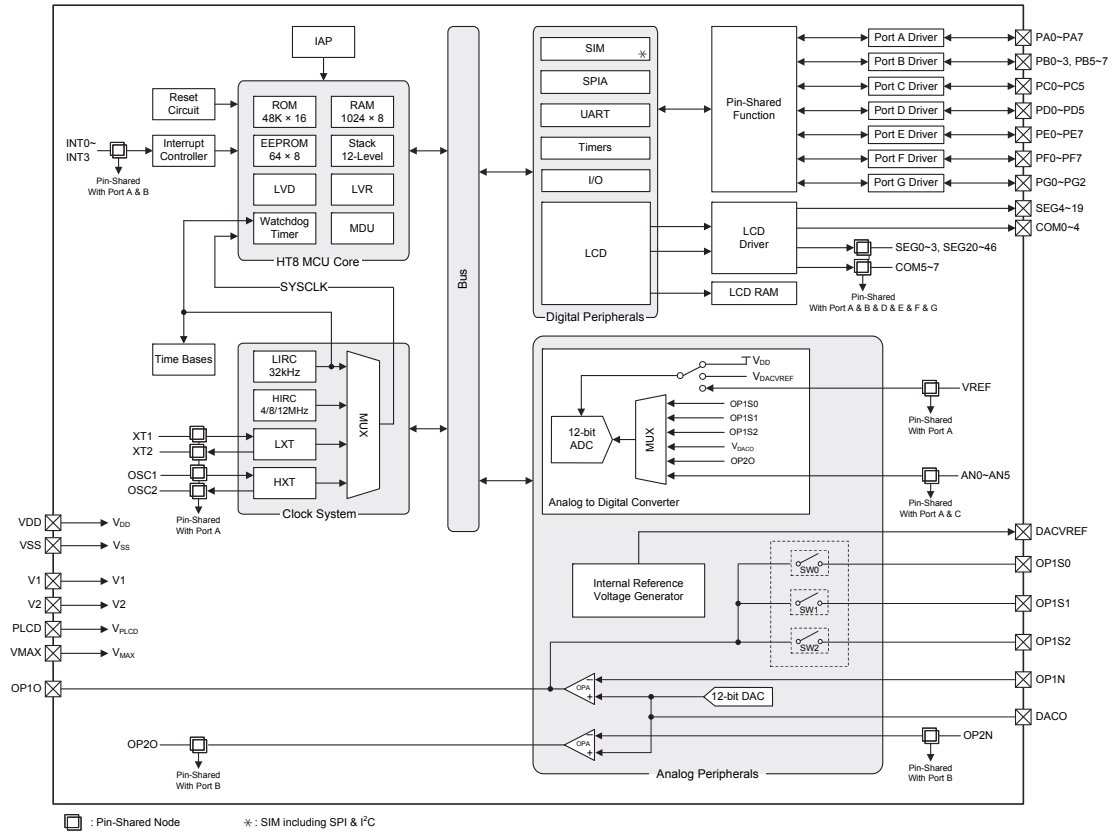 IAP
Reset
Circuit
INT0~
INT3
Pin-Shared
With Port A & B
Interrupt
Controller
ROM
48K × 16
RAM
1024 × 8
EEPROM
64 × 8
Stack
12-Level
LVD
LVR
Watchdog
Timer
MDU
HT8 MCU Core
SYSCLK
Time Bases
LIRC
32kHz
HIRC
4/8/12MHz
LXT
HXT
MUX
Clock System
XT1
XT2
OSC1
OSC2
Pin-Shared
With Port A
Bus
SIM
*
SPIA
UART
Timers
I/O
LCD
Digital Peripherals
Pin-Shared
Function
Port A Driver
Port B Driver
Port C Driver
Port D Driver
Port E Driver
Port F Driver
Port G Driver
PA0~PA7
PB0~3, PB5~7
PC0~PC5
PD0~PD5
PE0~PE7
PF0~PF7
PG0~PG2
LCD
Driver
LCD RAM
SEG4~19
COM0~4
SEG0~3, SEG20~46
COM5~7
Pin-Shared
With Port A & B & D & E & F & G
VDD
VDACVREF
12-bit
ADC
MUX
OP1S0
OP1S1
OP1S2
VDACO
OP2O
Analog to Digital Converter
VREF
Pin-Shared
With Port A
AN0~AN5
Pin-Shared
With Port A & C
Internal Reference
Voltage Generator
SW0
SW1
SW2
DACVREF
OP1S0
OP1S1
OP1S2
OP1N
DACO
OPA
−
+
12-bit DAC
OPA
−
+
OP2N
Pin-Shared
With Port B
Analog Peripherals
VDD
VDD
VSS
VSS
V1
V1
V2
V2
PLCD
VPLCD
VMAX
VMAX
OP1O
OP2O
Pin-Shared
With Port B
: Pin-Shared Node
* : SIM including SPI & I²C